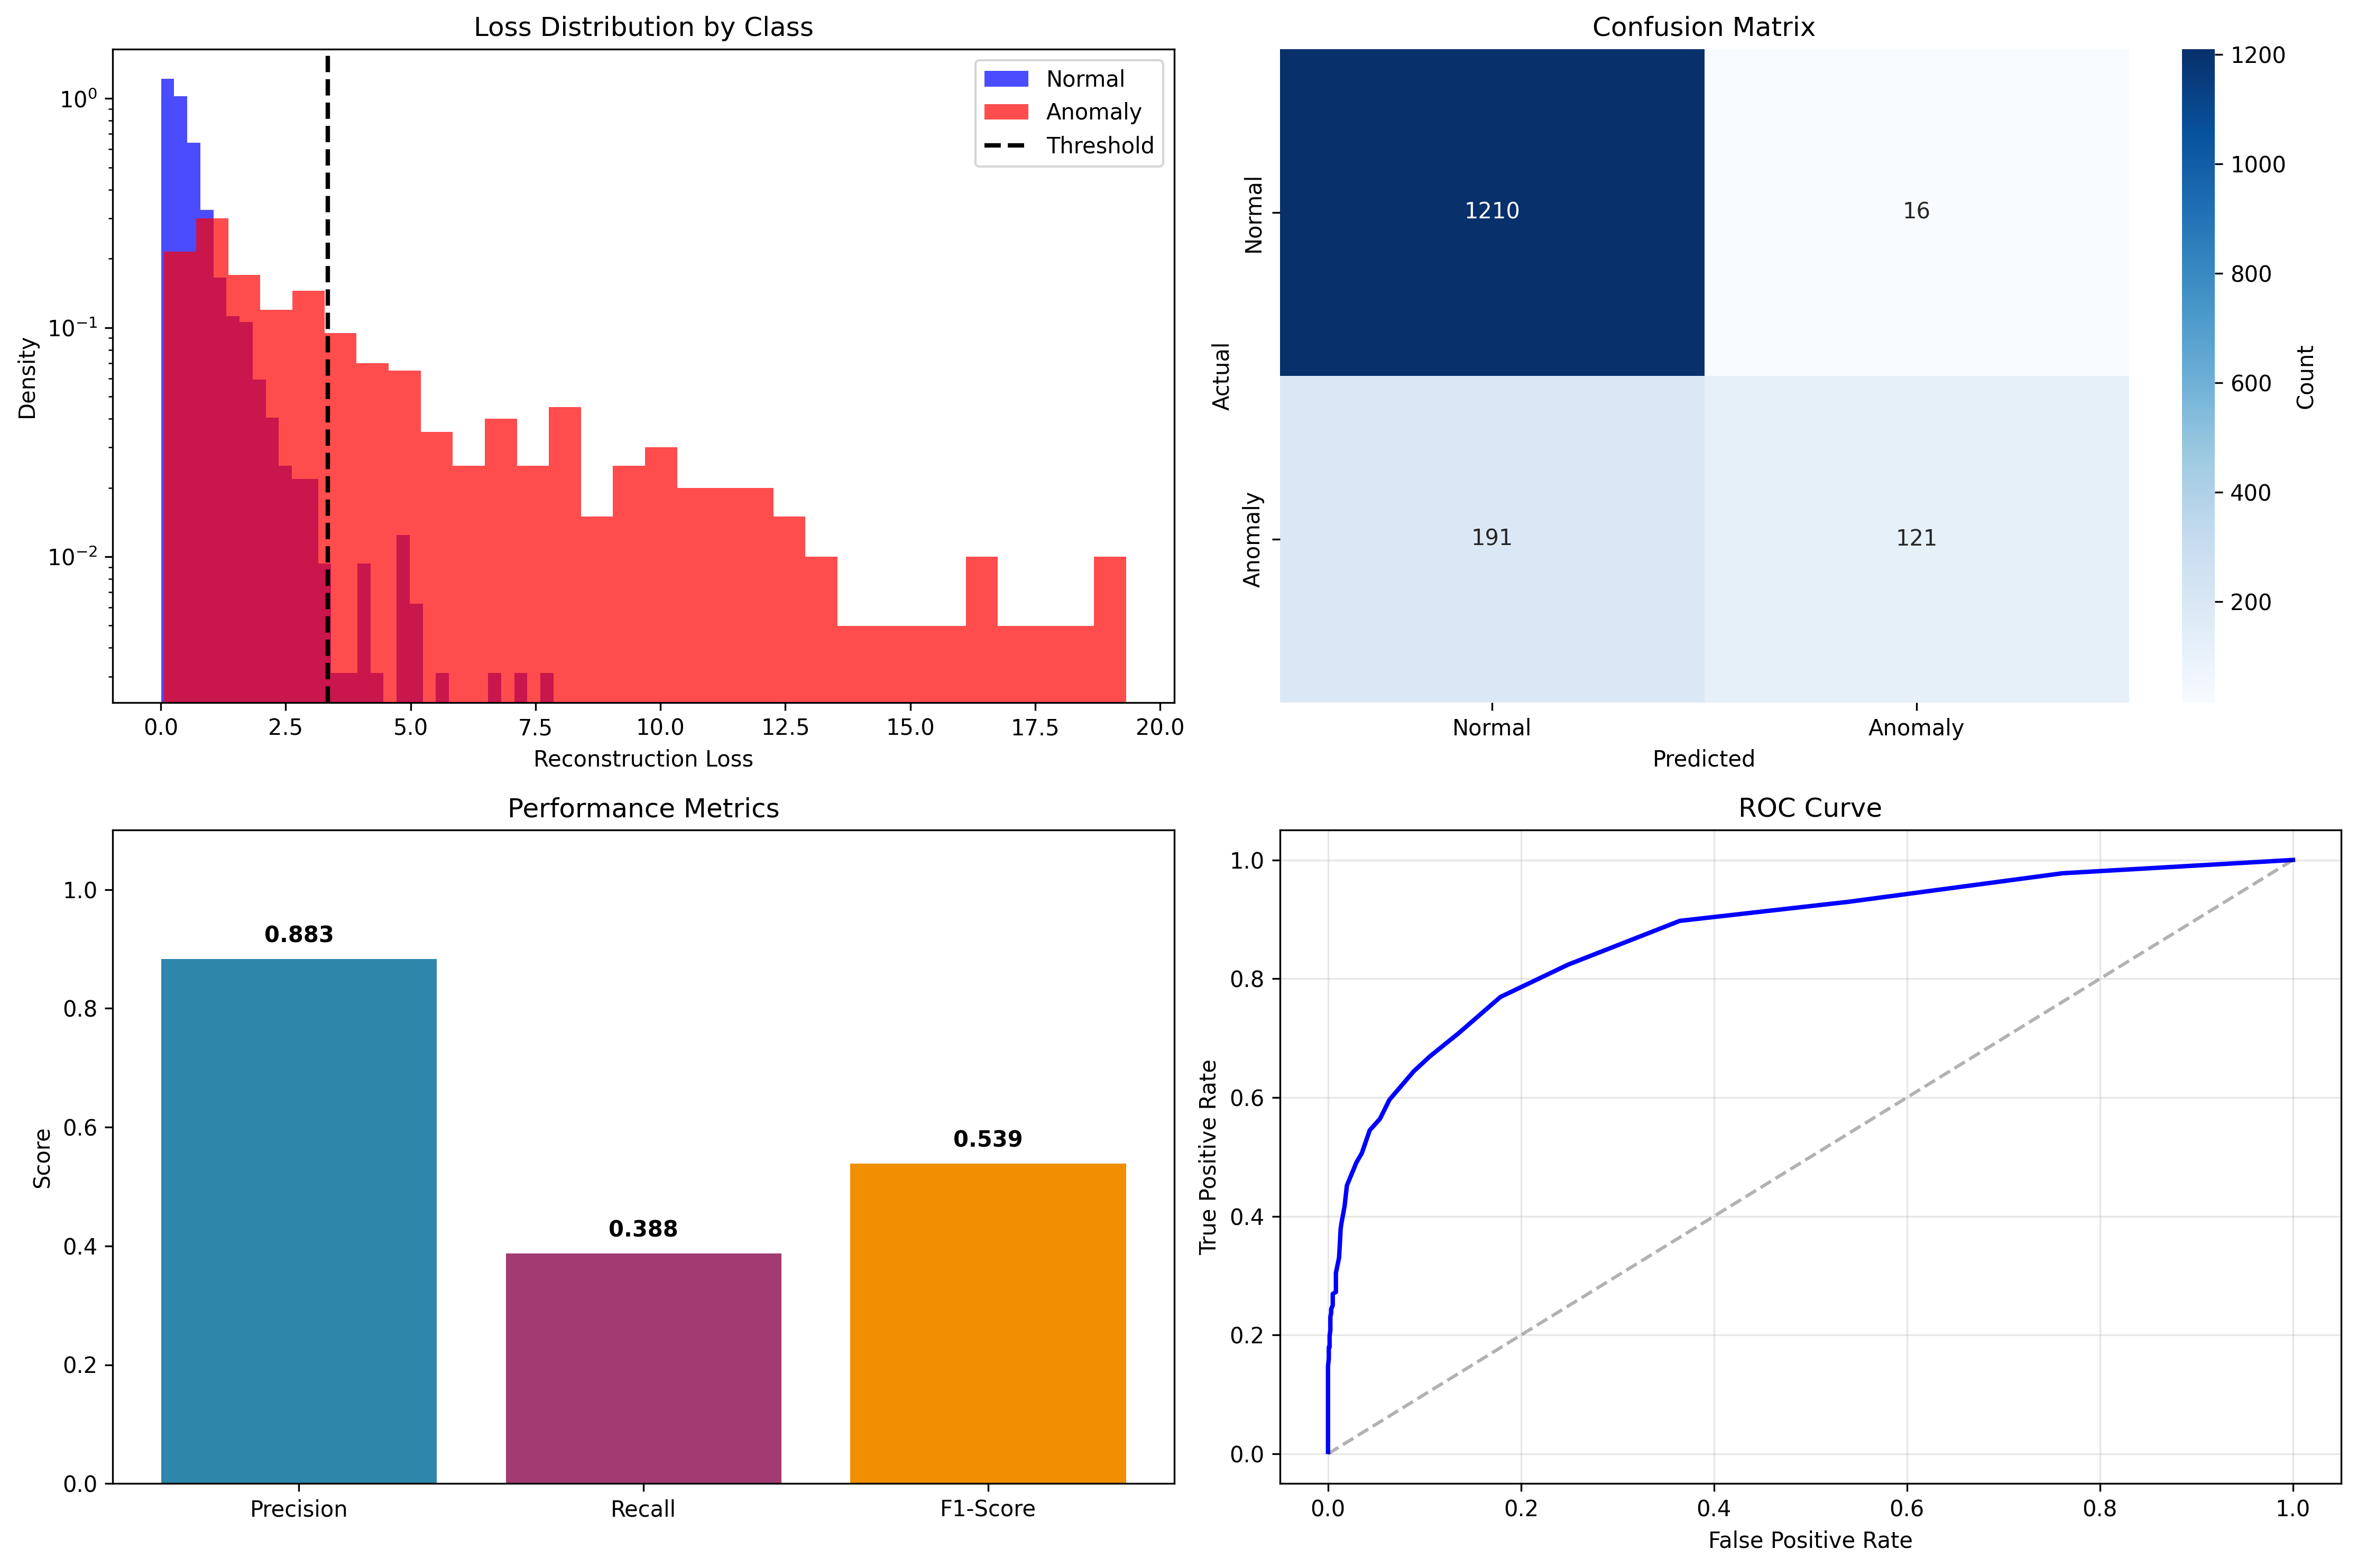 Loss Distribution by Class
Normal
Anomaly
Threshold
10⁰
10⁻¹
10⁻²
Density
0.0 2.5 5.0 7.5 10.0 12.5 15.0 17.5 20.0
Reconstruction Loss
Confusion Matrix
1210 16
191 121
Normal
Anomaly
Actual
Normal Anomaly
Predicted
1200
1000
800
600
400
200
Count
Performance Metrics
1.0
0.8
0.6
0.4
0.2
0.0
Score
0.883
0.388
0.539
Precision Recall F1-Score
ROC Curve
1.0
0.8
0.6
0.4
0.2
0.0
True Positive Rate
0.0 0.2 0.4 0.6 0.8 1.0
False Positive Rate